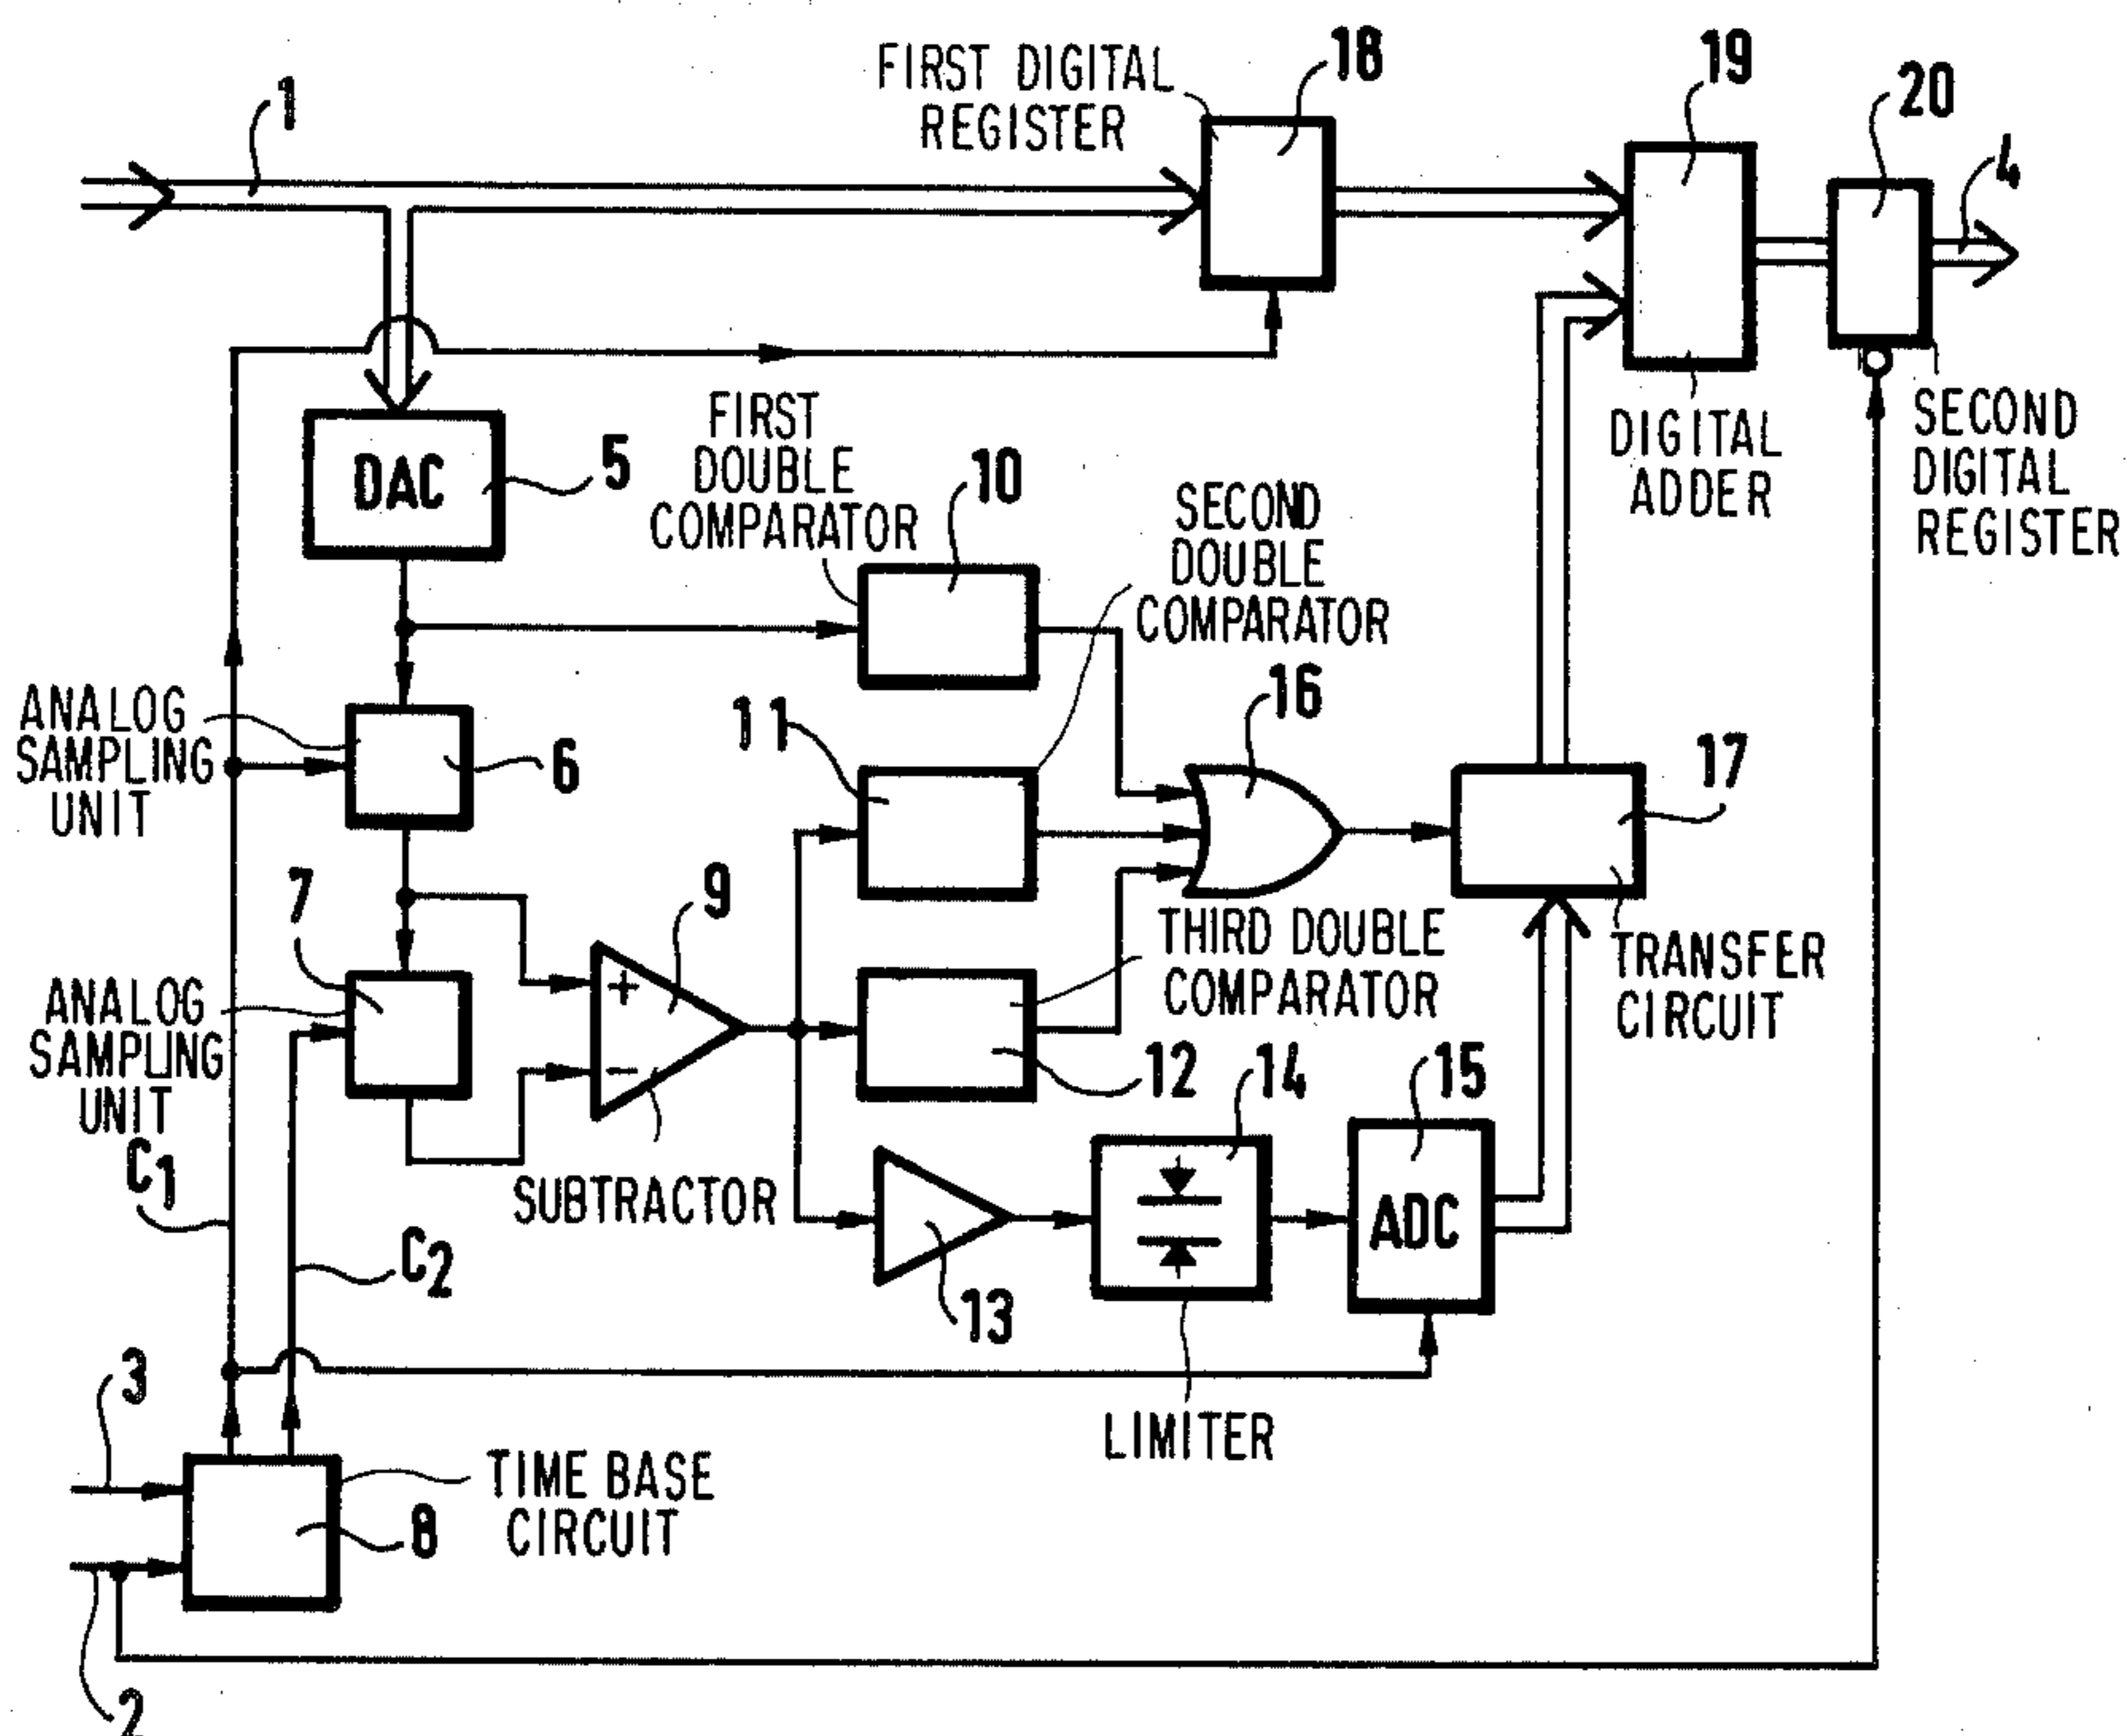 1
FIRST DIGITAL
REGISTER
18
19
20
4
DAC
5
FIRST
DOUBLE
COMPARATOR
10
SECOND
DOUBLE
COMPARATOR
DIGITAL
ADDER
SECOND
DIGITAL
REGISTER
ANALOG
SAMPLING
UNIT
6
11
16
17
7
9
ANALOG
SAMPLING
UNIT
+
−
SUBTRACTOR
THIRD DOUBLE
COMPARATOR
12
TRANSFER
CIRCUIT
C1
C2
13
14
15
ADC
LIMITER
3
TIME BASE
CIRCUIT
8
2